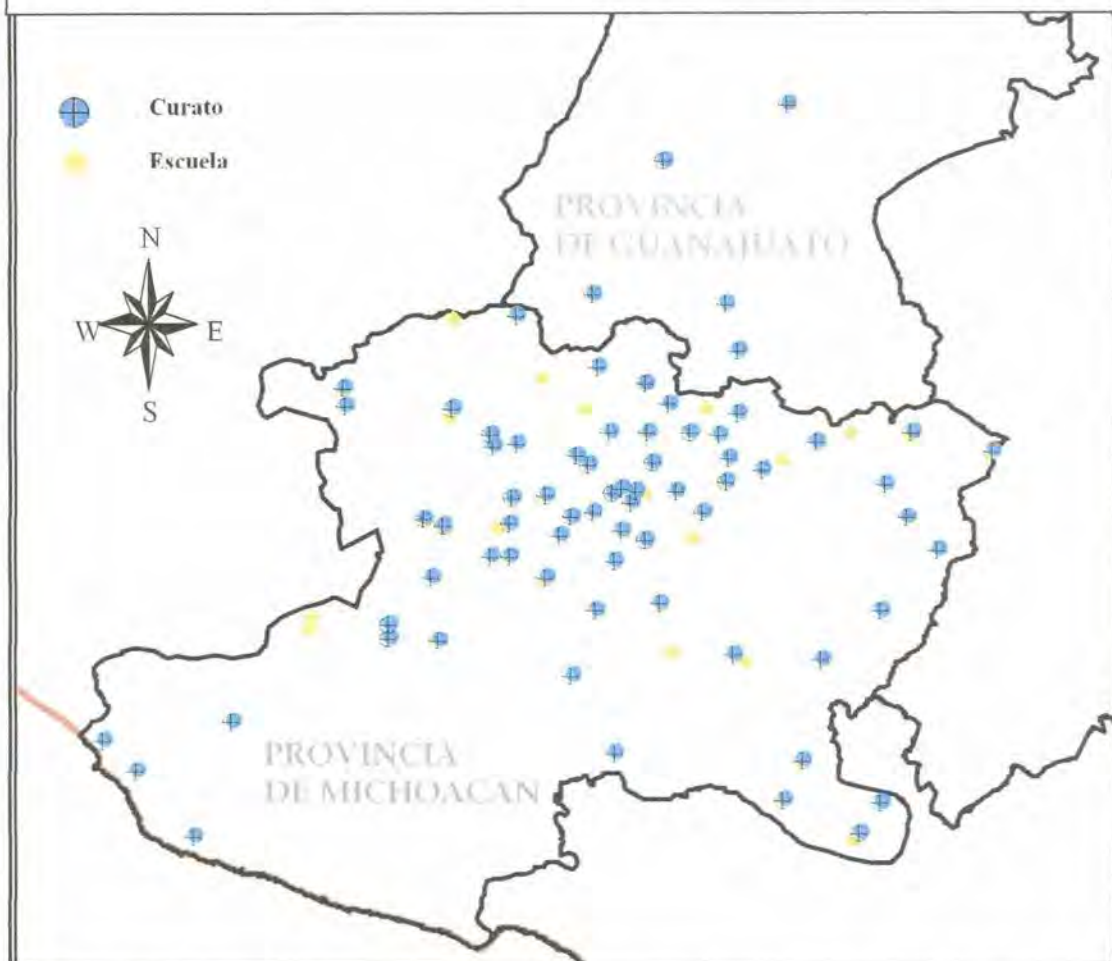 Curato
Escuela
N
W E
S
PROVINCIA
DE GUANAJUATO
PROVINCIA
DE MICHOACAN